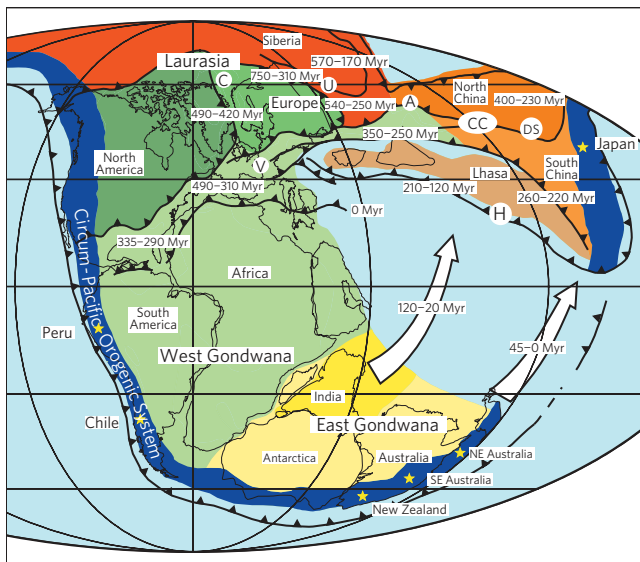 Siberia
Laurasia
570–170 Myr
C
750–310 Myr
U
North
China
Europe
540–250 Myr
A
400–230 Myr
490–420 Myr
350–250 Myr
CC
DS
Japan
North
America
V
Lhasa
South
China
490–310 Myr
210–120 Myr
260–220 Myr
0 Myr
H
335–290 Myr
Circum-Pacific Orogenic System
Africa
South
America
120–20 Myr
Peru
West Gondwana
45–0 Myr
India
Chile
East Gondwana
Antarctica
Australia
NE Australia
SE Australia
New Zealand